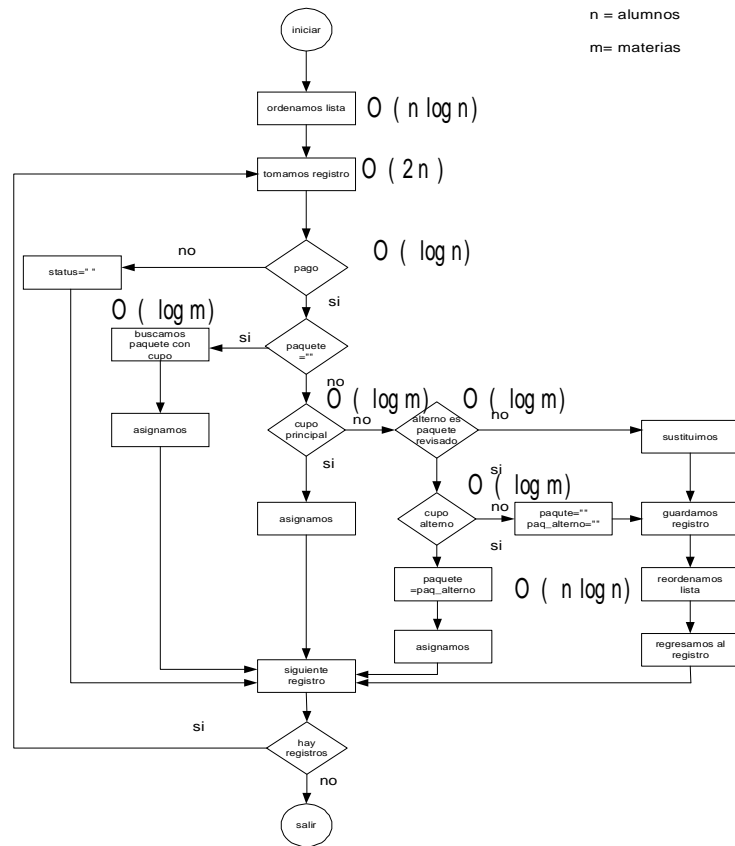 n = alumnos
m= materias
iniciar
ordenamos lista
O ( n log n)
tomamos registro
O ( 2 n )
no
pago
O ( log n)
status=" "
si
O ( log m)
buscamos
paquete con
cupo
si
paquete
=""
no
cupo
principal
O ( log m)
no
alterno es
paquete
revisado
O ( log m)
no
sustituimos
asignamos
si
si
O ( log m)
asignamos
cupo
alterno
no
paqute=""
paq_alterno=""
guardamos
registro
si
paquete
=paq_alterno
O ( n log n)
reordenamos
lista
asignamos
regresamos al
registro
siguiente
registro
si
hay
registros
no
salir